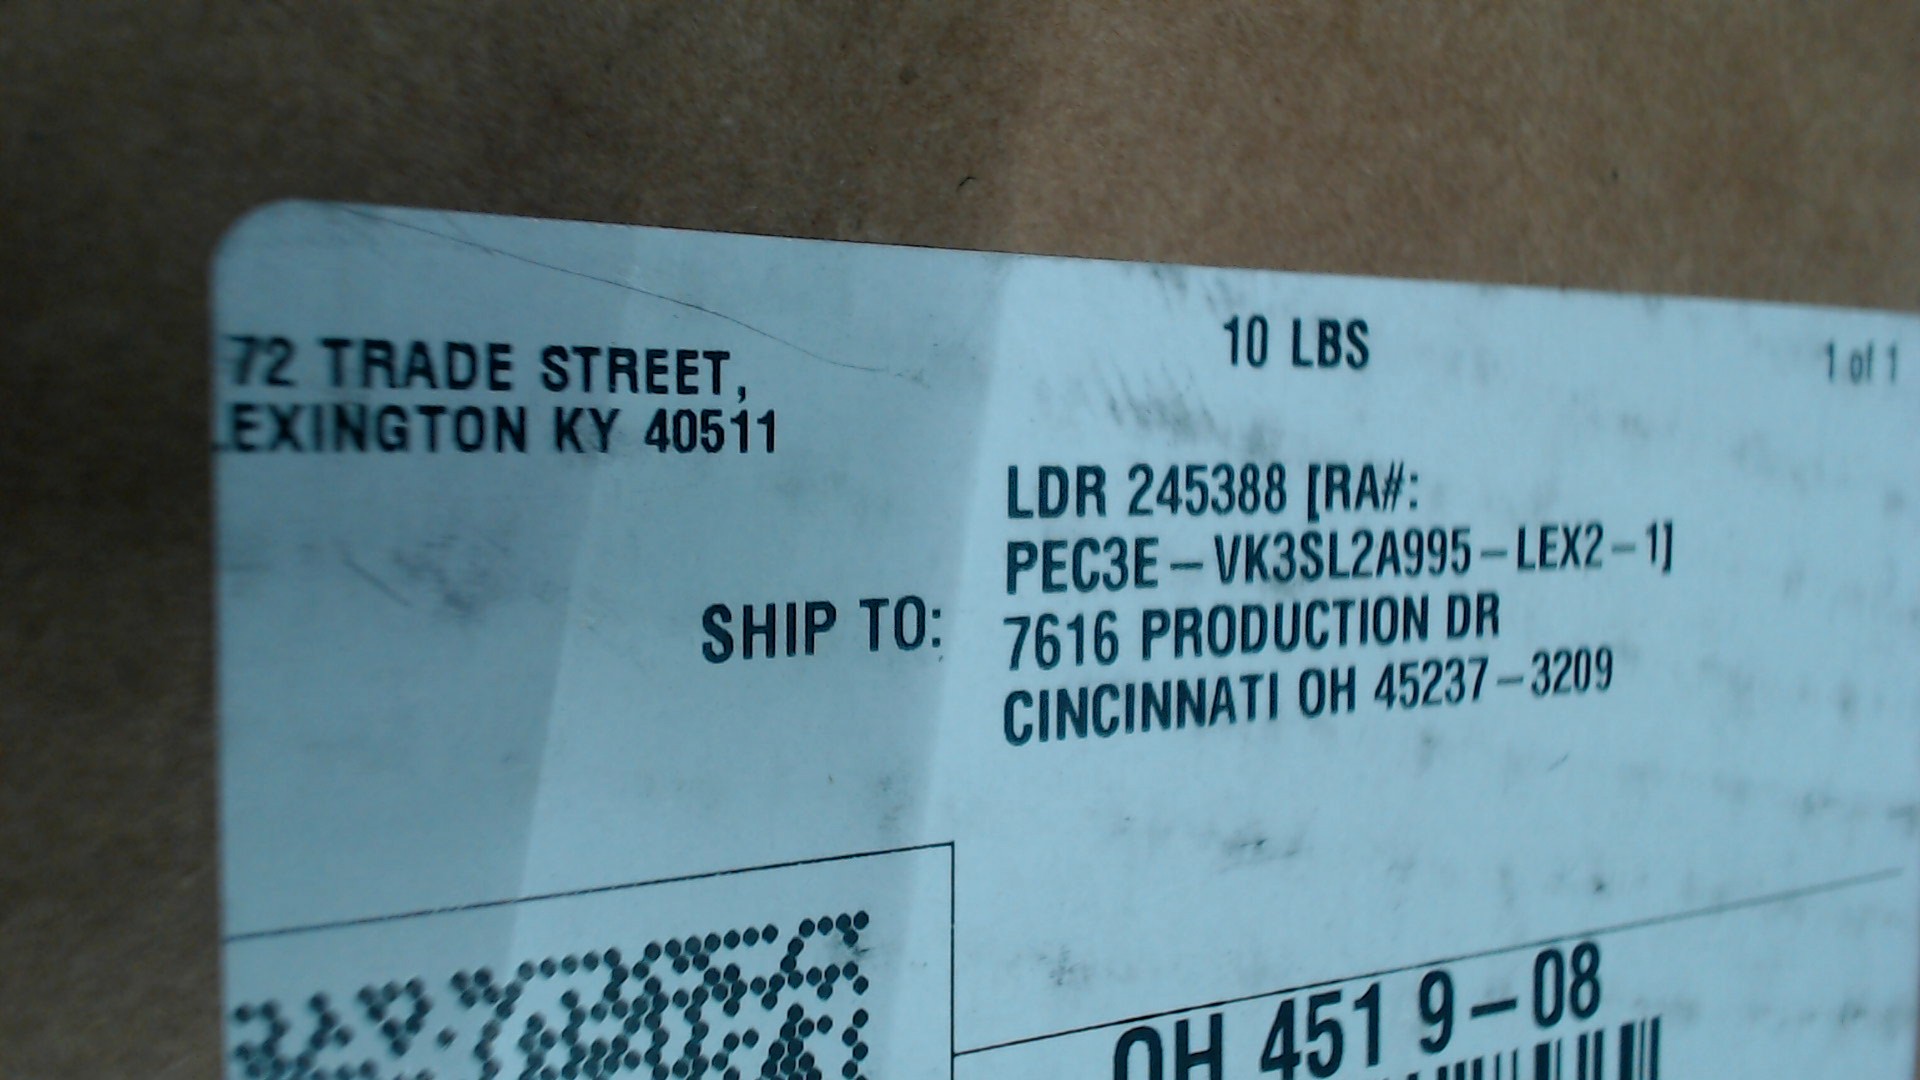 72 TRADE STREET,
LEXINGTON KY 40511
10 LBS
1 of 1
SHIP TO:
LDR 245388 [RA#:
PEC3E-VK3SL2A995-LEX2-1]
7616 PRODUCTION DR
CINCINNATI OH 45237-3209
OH 451 9-08